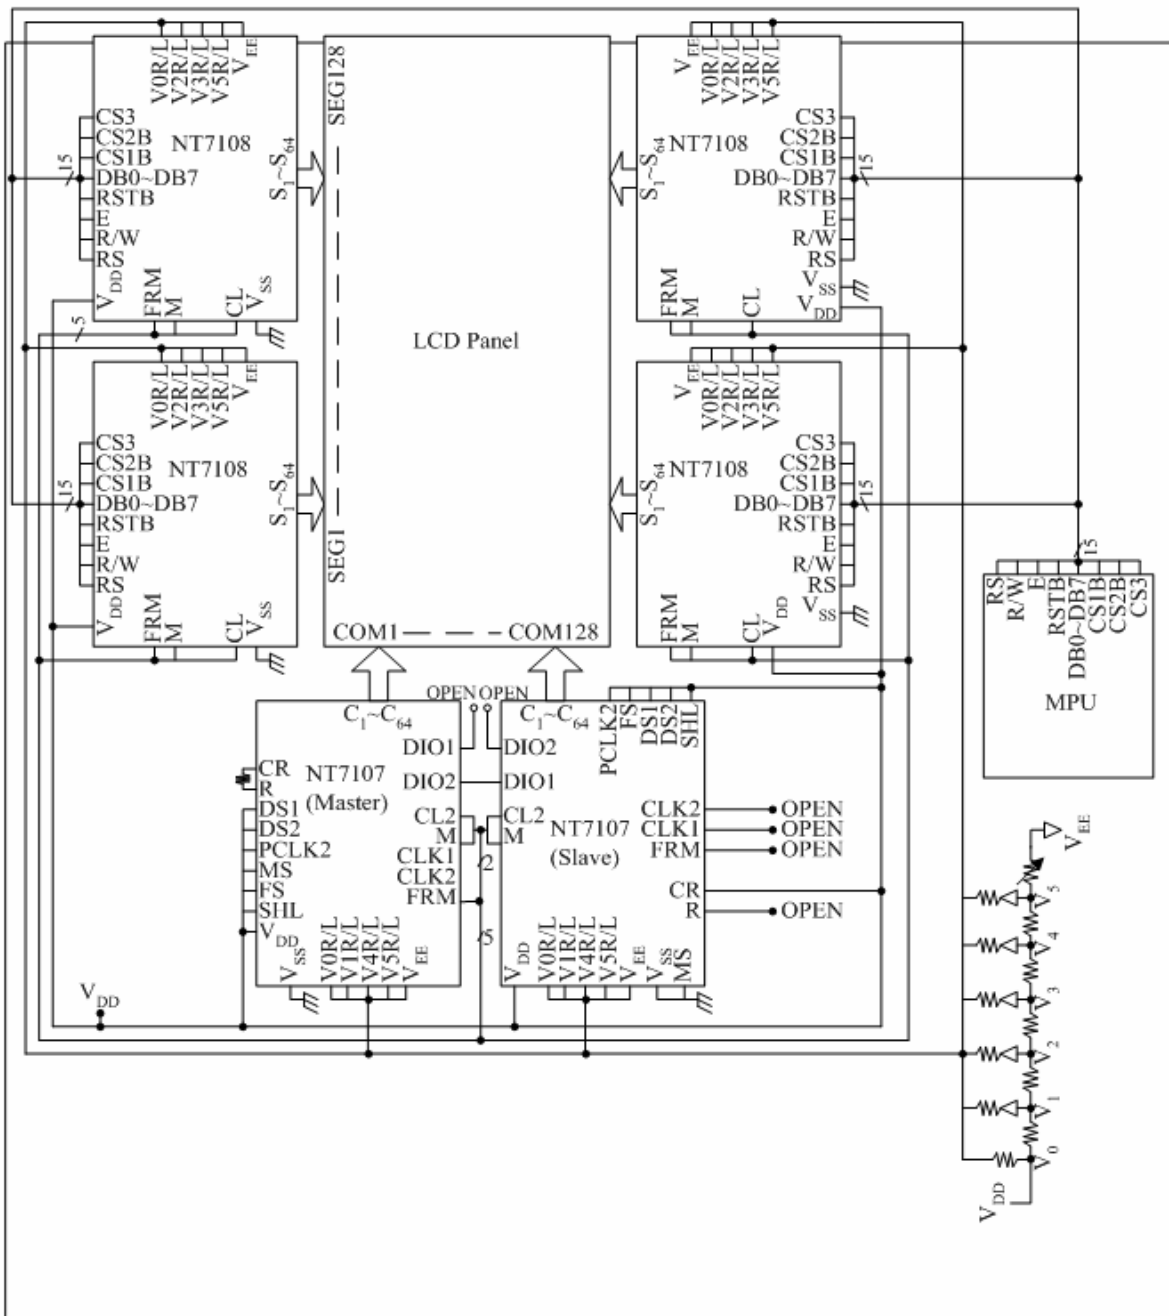 V0R/L
V2R/L
V3R/L
V5R/L
VEE
CS3
CS2B
CS1B
DB0~DB7
RSTB
E
R/W
RS
NT7108
S1~S64
15
VDD
FRM
M
CL
VSS
5
SEG128
SEG1
LCD Panel
COM1
COM128
VEE
V0R/L
V2R/L
V3R/L
V5R/L
NT7108
S1~S64
CS3
CS2B
CS1B
DB0~DB7
RSTB
E
R/W
RS
VSS
VDD
15
FRM
M
CL
V0R/L
V2R/L
V3R/L
V5R/L
VEE
CS3
CS2B
CS1B
DB0~DB7
RSTB
E
R/W
RS
NT7108
S1~S64
15
VDD
FRM
M
CL
VSS
VEE
V0R/L
V2R/L
V3R/L
V5R/L
NT7108
S1~S64
CS3
CS2B
CS1B
DB0~DB7
RSTB
E
R/W
RS
VSS
15
FRM
M
CL
VDD
15
RS
R/W
E
RSTB
DB0~DB7
CS1B
CS2B
CS3
MPU
OPEN
OPEN
C1~C64
DIO1
DIO2
NT7107
(Master)
CR
R
DS1
DS2
PCLK2
MS
FS
SHL
VDD
CL2
M
CLK1
CLK2
FRM
VSS
V0R/L
V1R/L
V4R/L
V5R/L
VEE
2
5
C1~C64
PCLK2
FS
DS1
DS2
SHL
DIO2
DIO1
CL2
M
NT7107
(Slave)
CLK2
OPEN
CLK1
OPEN
FRM
OPEN
CR
R
OPEN
VDD
V0R/L
V1R/L
V4R/L
V5R/L
VEE
VSS
MS
VDD
VEE
V5
V4
V3
V2
V1
V0
VDD